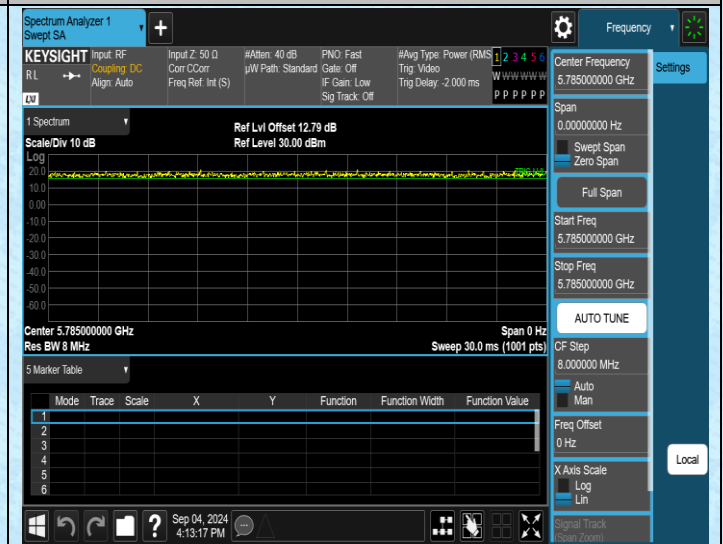 Spectrum Analyzer 1
Swept SA
Frequency
KEYSIGHT
RL
LXI
Input: RF
Coupling: DC
Align: Auto
Input Z: 50 Ω
Corr CCorr
Freq Ref: Int (S)
#Atten: 40 dB
µW Path: Standard
PNO: Fast
Gate: Off
IF Gain: Low
Sig Track: Off
#Avg Type: Power (RMS
Trig: Video
Trig Delay: -2.000 ms
1 2 3 4 5 6
W W W W W W
P P P P P P
1 Spectrum
Scale/Div 10 dB
Ref Lvl Offset 12.79 dB
Ref Level 30.00 dBm
Log
20.0
10.0
0.00
-10.0
-20.0
-30.0
-40.0
-50.0
-60.0
Center 5.785000000 GHz
Res BW 8 MHz
Span 0 Hz
Sweep 30.0 ms (1001 pts)
5 Marker Table
Mode Trace Scale X Y Function Function Width Function Value
1
2
3
4
5
6
Center Frequency
5.785000000 GHz
Span
0.00000000 Hz
Swept Span
Zero Span
Full Span
Start Freq
5.785000000 GHz
Stop Freq
5.785000000 GHz
AUTO TUNE
CF Step
8.000000 MHz
Auto
Man
Freq Offset
0 Hz
X Axis Scale
Log
Lin
Signal Track
(Span Zoom)
Settings
Local
?
Sep 04, 2024
4:13:17 PM